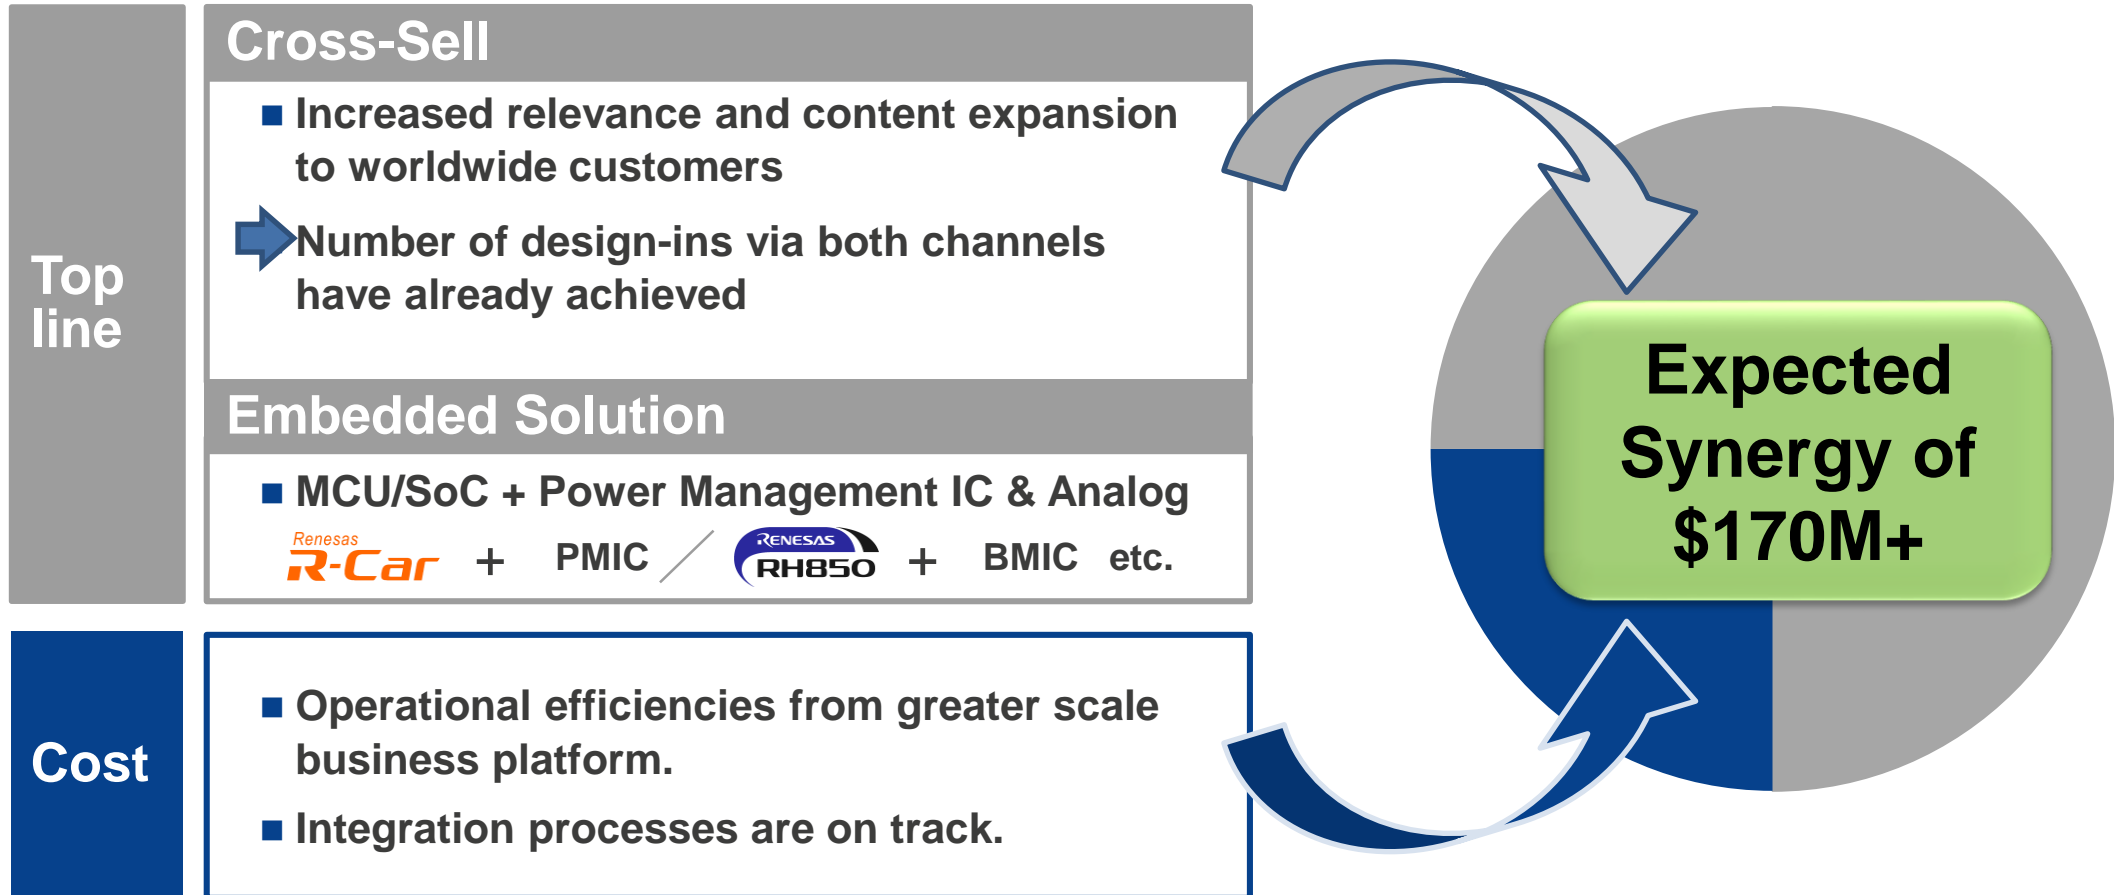 Top
line
Cross-Sell
Increased relevance and content expansion
to worldwide customers
Number of design-ins via both channels
have already achieved
Embedded Solution
MCU/SoC + Power Management IC & Analog
Renesas
R-Car + PMIC / RENESAS RH850 + BMIC etc.
Cost
Operational efficiencies from greater scale
business platform.
Integration processes are on track.
Expected
Synergy of
$170M+